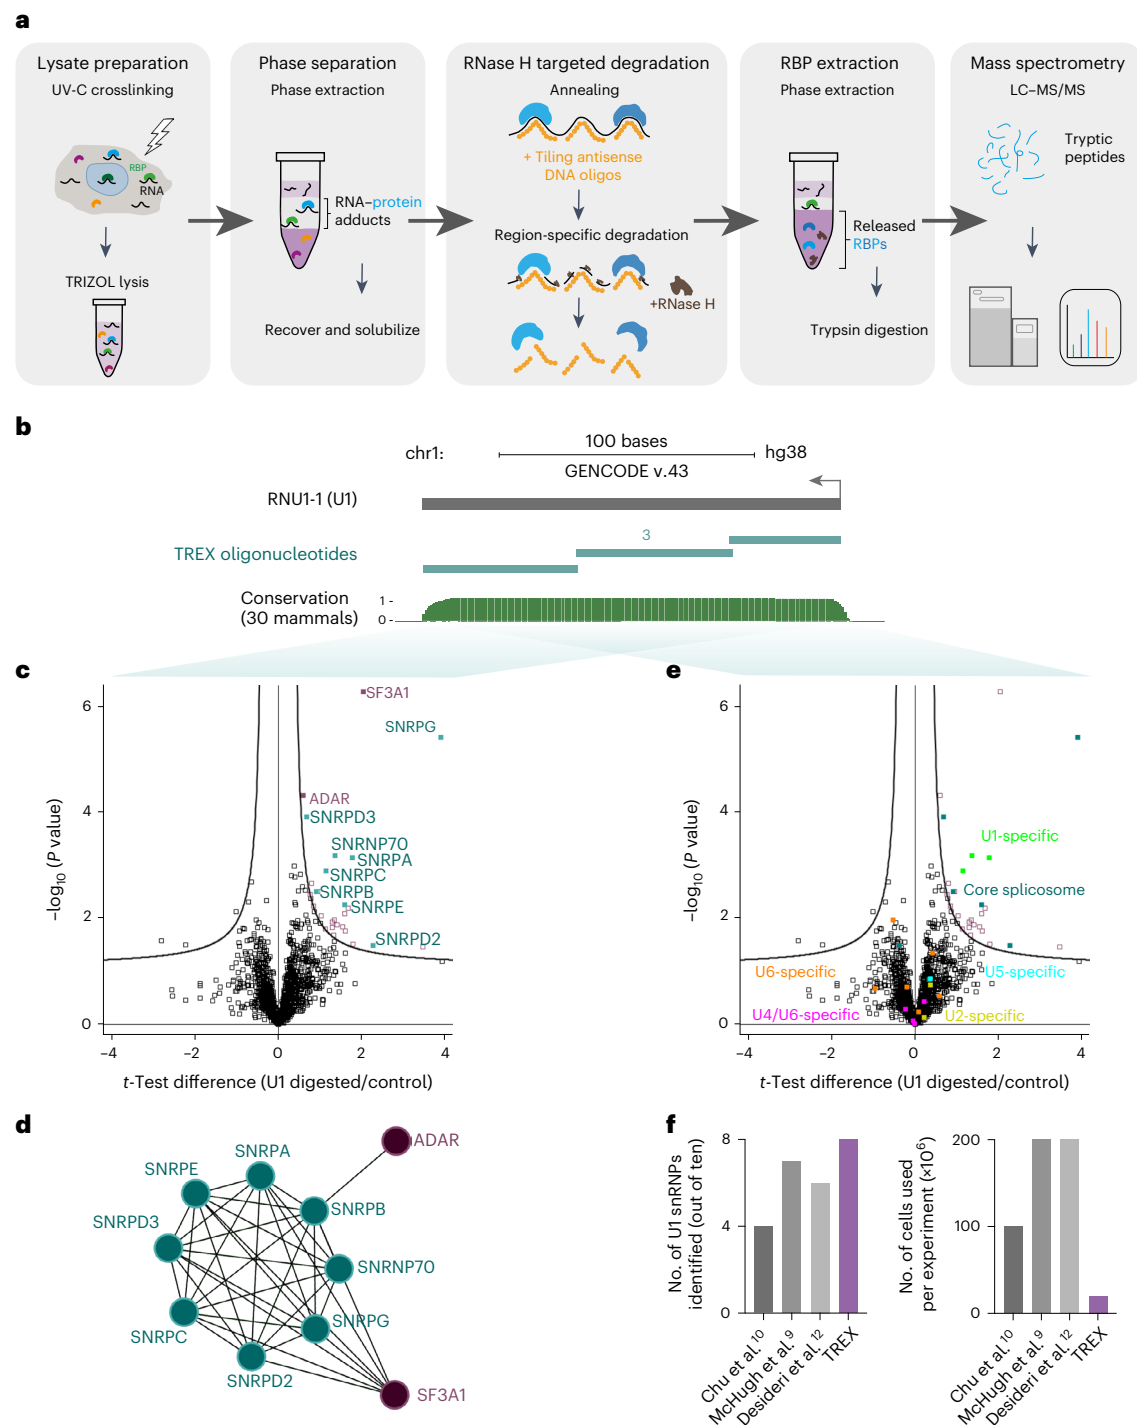 a
Lysate preparation
UV-C crosslinking
RBP
RNA
TRIZOL lysis
Phase separation
Phase extraction
RNA–protein
adducts
Recover and solubilize
RNase H targeted degradation
Annealing
+ Tiling antisense
DNA oligos
Region-specific degradation
+RNase H
RBP extraction
Phase extraction
Released
RBPs
Trypsin digestion
Mass spectrometry
LC–MS/MS
Tryptic
peptides
b
100 bases
chr1:
hg38
GENCODE v.43
RNU1-1 (U1)
3
TREX oligonucleotides
Conservation
(30 mammals)
1
0
c
–log10 (P value)
6
4
2
0
SF3A1
SNRPG
ADAR
SNRPD3
SNRNP70
SNRPA
SNRPC
SNRPB
SNRPE
SNRPD2
–4
–2
0
2
4
t-Test difference (U1 digested/control)
e
–log10 (P value)
6
4
2
0
U1-specific
Core splicosome
U6-specific
U5-specific
U4/U6-specific
U2-specific
–4
–2
0
2
4
t-Test difference (U1 digested/control)
d
ADAR
SNRPA
SNRPE
SNRPB
SNRPD3
SNRNP70
SNRPC
SNRPG
SNRPD2
SF3A1
f
No. of U1 snRNPs
identified (out of ten)
8
4
0
Chu et al.10
McHugh et al.9
Desideri et al.12
TREX
No. of cells used
per experiment (×10⁶)
200
100
0
Chu et al.10
McHugh et al.9
Desideri et al.12
TREX